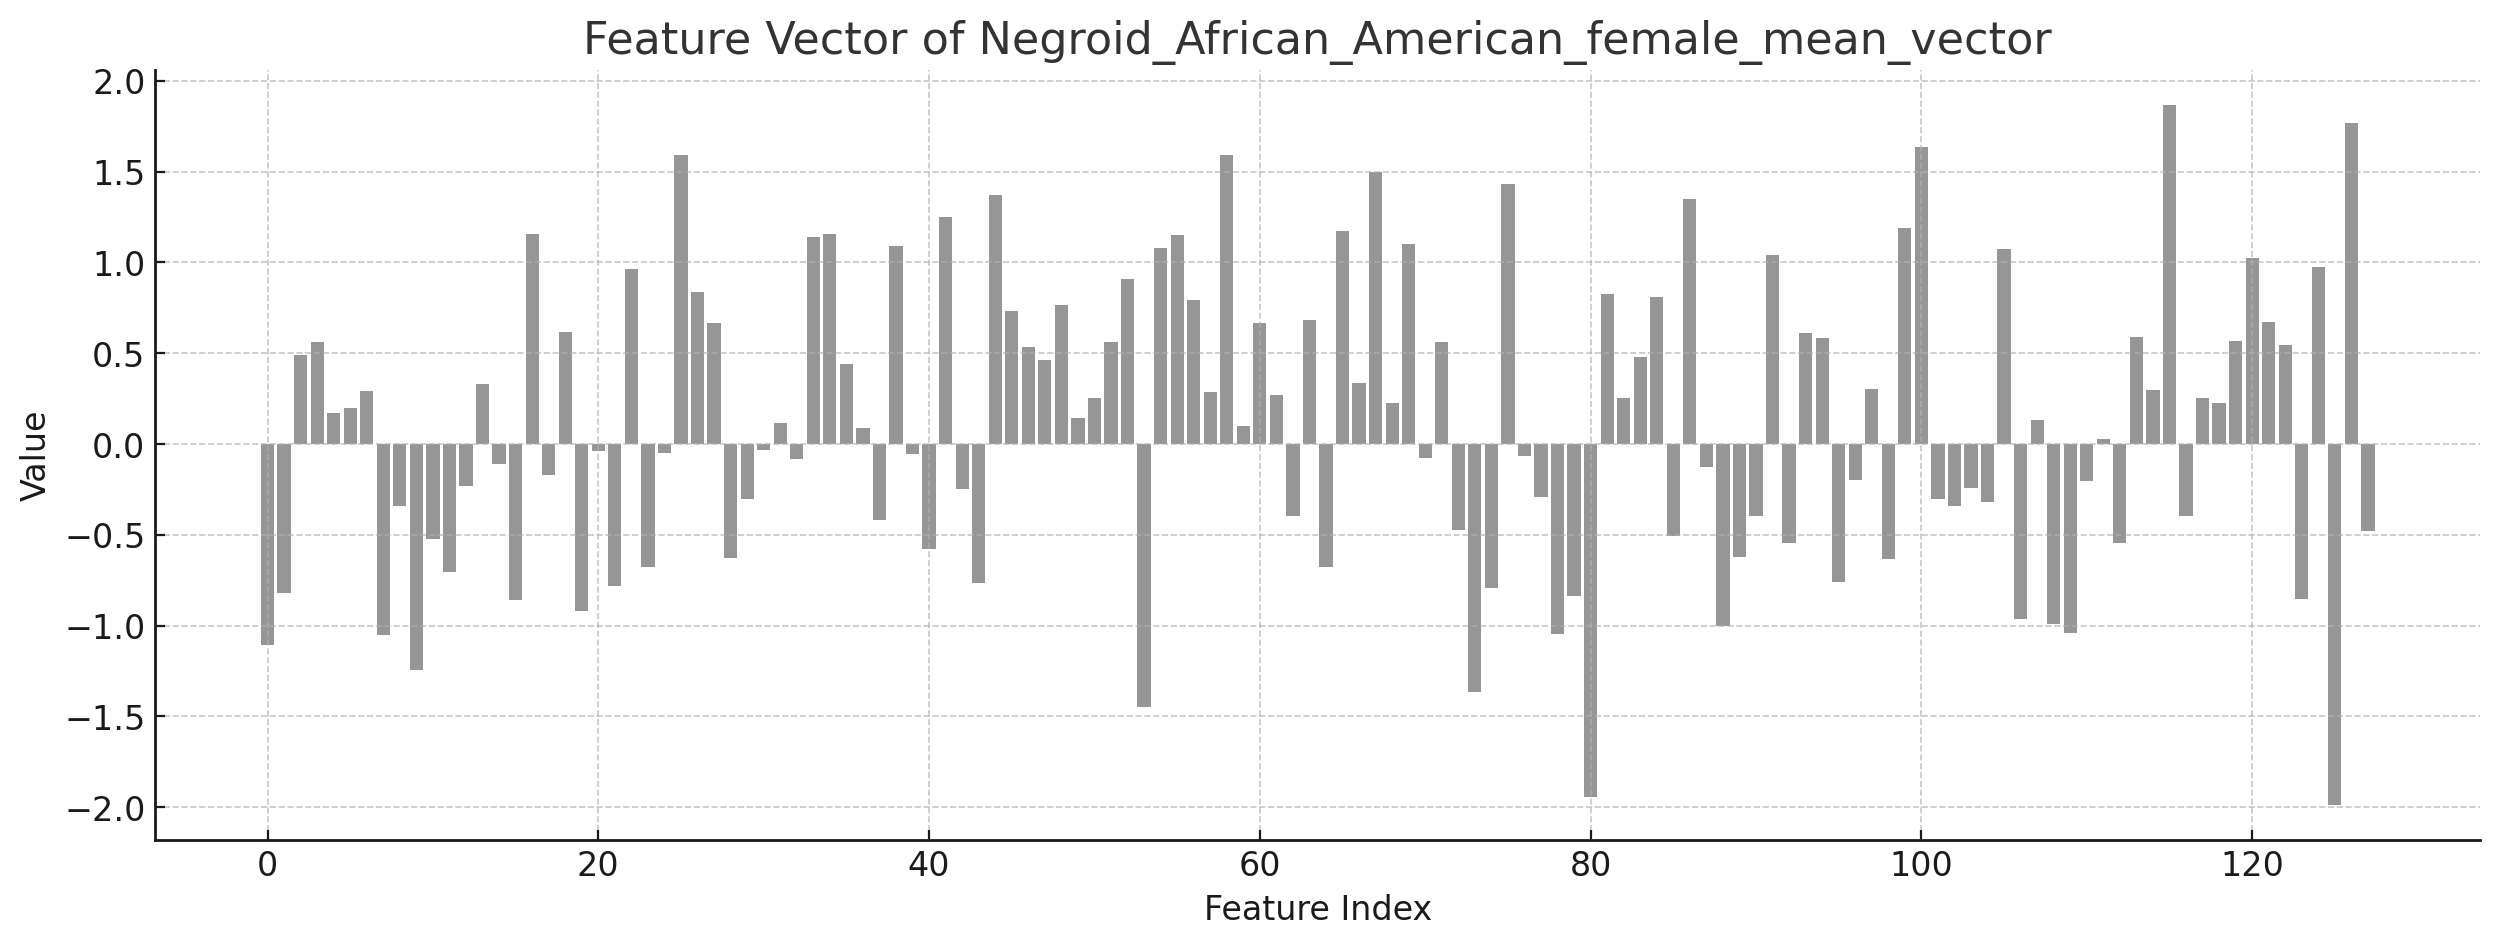 Feature Vector of Negroid_African_American_female_mean_vector
2.0
1.5
1.0
0.5
0.0
−0.5
−1.0
−1.5
−2.0
Value
0 20 40 60 80 100 120
Feature Index